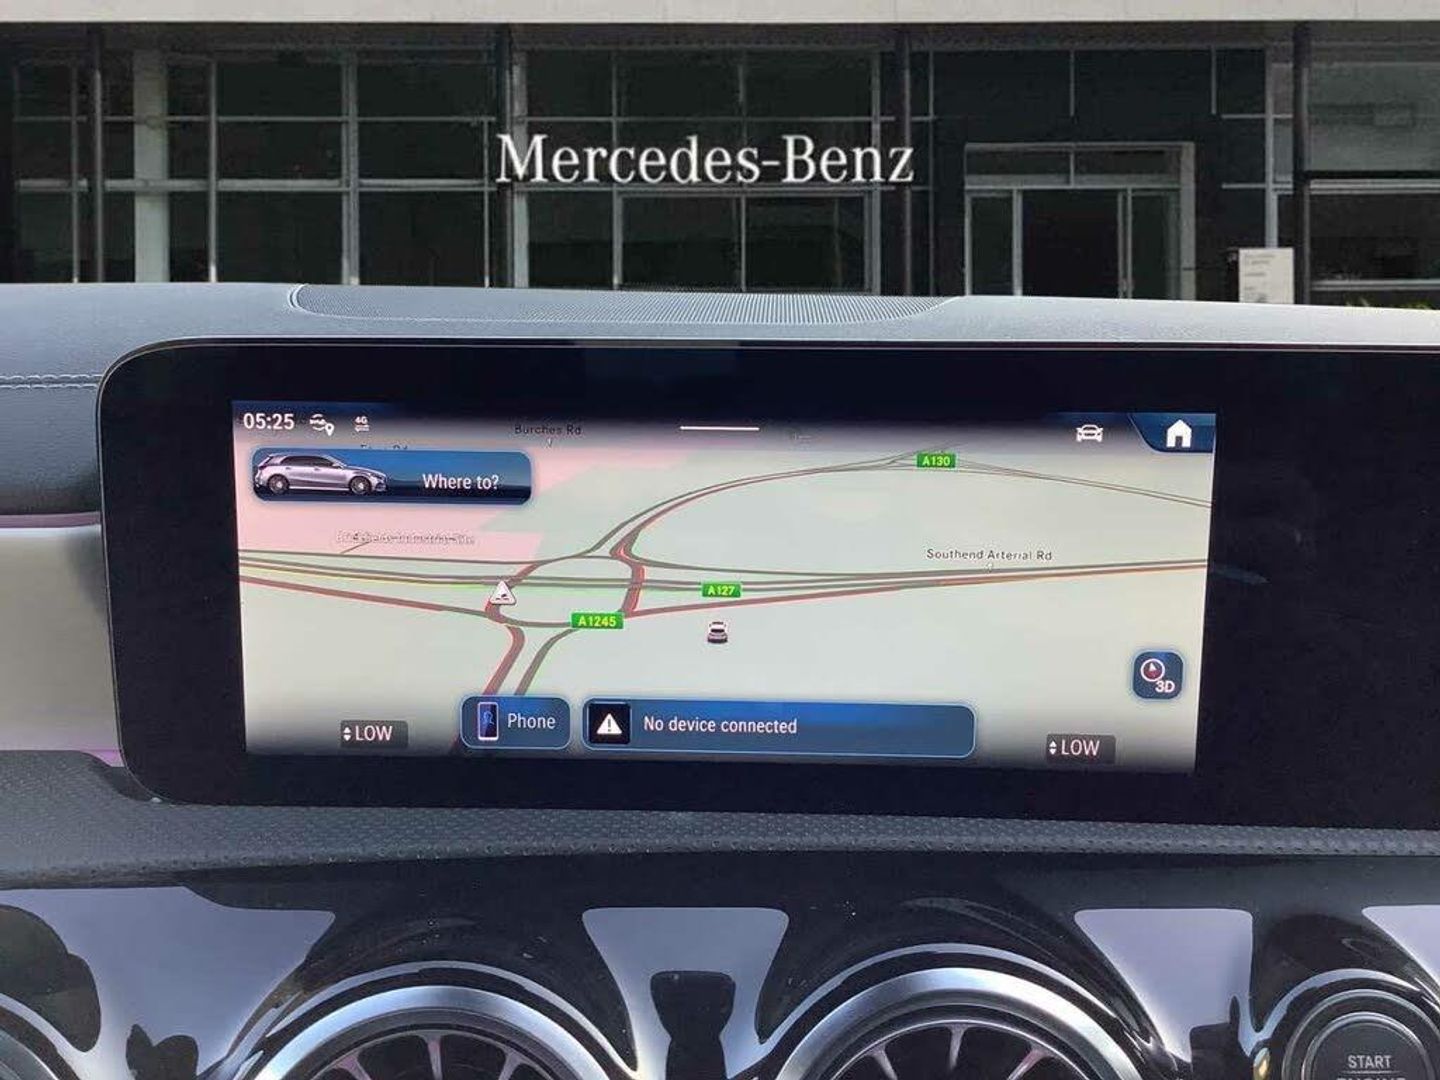 Mercedes-Benz
05:25
4G
Burches Rd
A130
Where to?
Southend Arterial Rd
A127
A1245
3D
Phone
No device connected
LOW
LOW
START